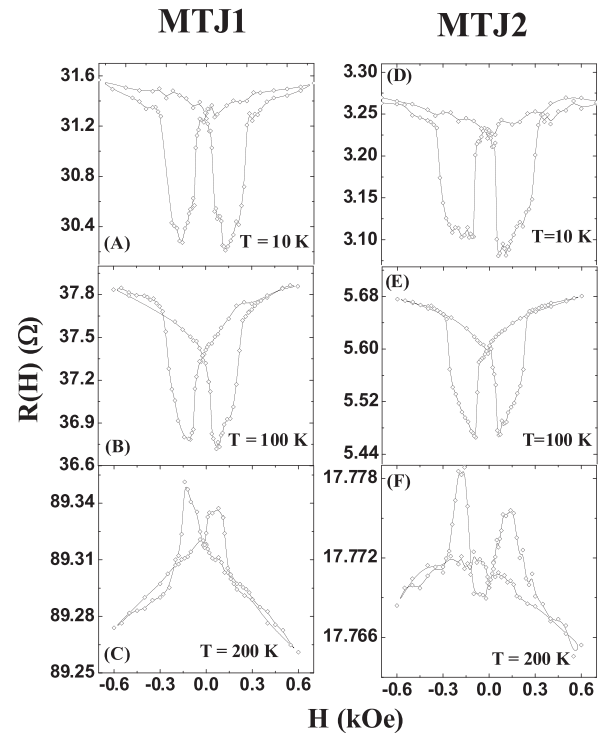 MTJ1
MTJ2
31.6
31.2
30.8
30.4
(A)
T = 10 K
3.30
3.25
3.20
3.15
3.10
(D)
T=10 K
37.8
37.5
37.2
36.9
36.6
(B)
T = 100 K
5.68
5.60
5.52
5.44
(E)
T=100 K
89.34
89.31
89.28
89.25
(C)
T = 200 K
17.778
17.772
17.766
(F)
T = 200 K
-0.6 -0.3 0.0 0.3 0.6
-0.6 -0.3 0.0 0.3 0.6
R(H) (Ω)
H (kOe)